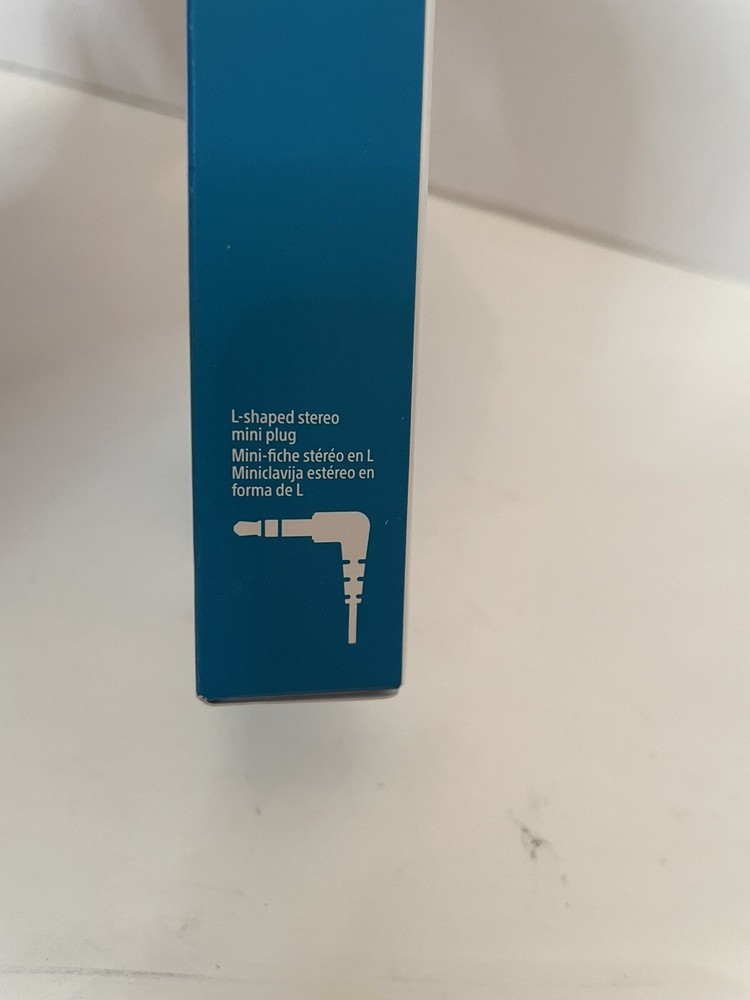 L-shaped stereo
mini plug
Mini-fiche stéréo en L
Miniclavija estéreo en
forma de L